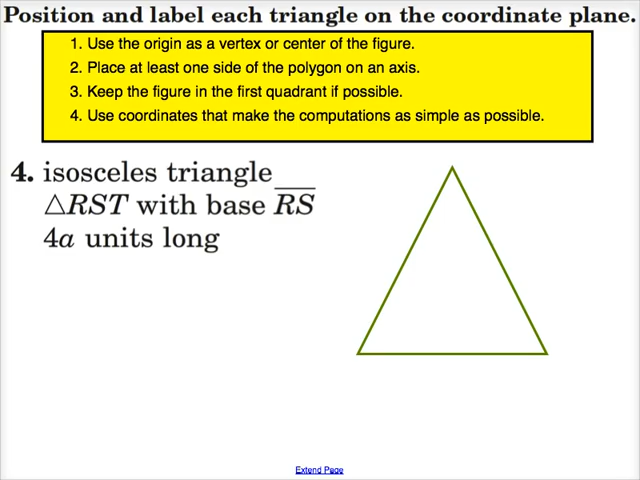 Position and label each triangle on the coordinate plane.
1. Use the origin as a vertex or center of the figure.
2. Place at least one side of the polygon on an axis.
3. Keep the figure in the first quadrant if possible.
4. Use coordinates that make the computations as simple as possible.
4. isosceles triangle
△RST with base R̅S̅
4a units long
Extend Page